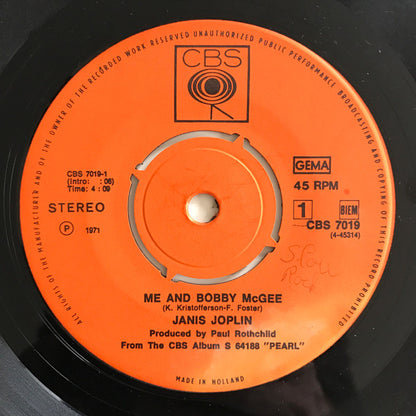 ALL RIGHTS OF THE MANUFACTURER AND OF THE OWNER OF THE RECORDED WORK RESERVED UNAUTHORIZED PUBLIC PERFORMANCE BROADCASTING AND COPYING OF THIS RECORD PROHIBITED
CBS
CBS 7019-1
(Intro: :06)
Time: 4:09
STEREO
P 1971
GEMA
45 RPM
1 BIEM
CBS 7019
(4-45314)
Slow
Rock
ME AND BOBBY McGEE
(K. Kristofferson-F. Foster)
JANIS JOPLIN
Produced by Paul Rothchild
From The CBS Album S 64188 "PEARL"
MADE IN HOLLAND